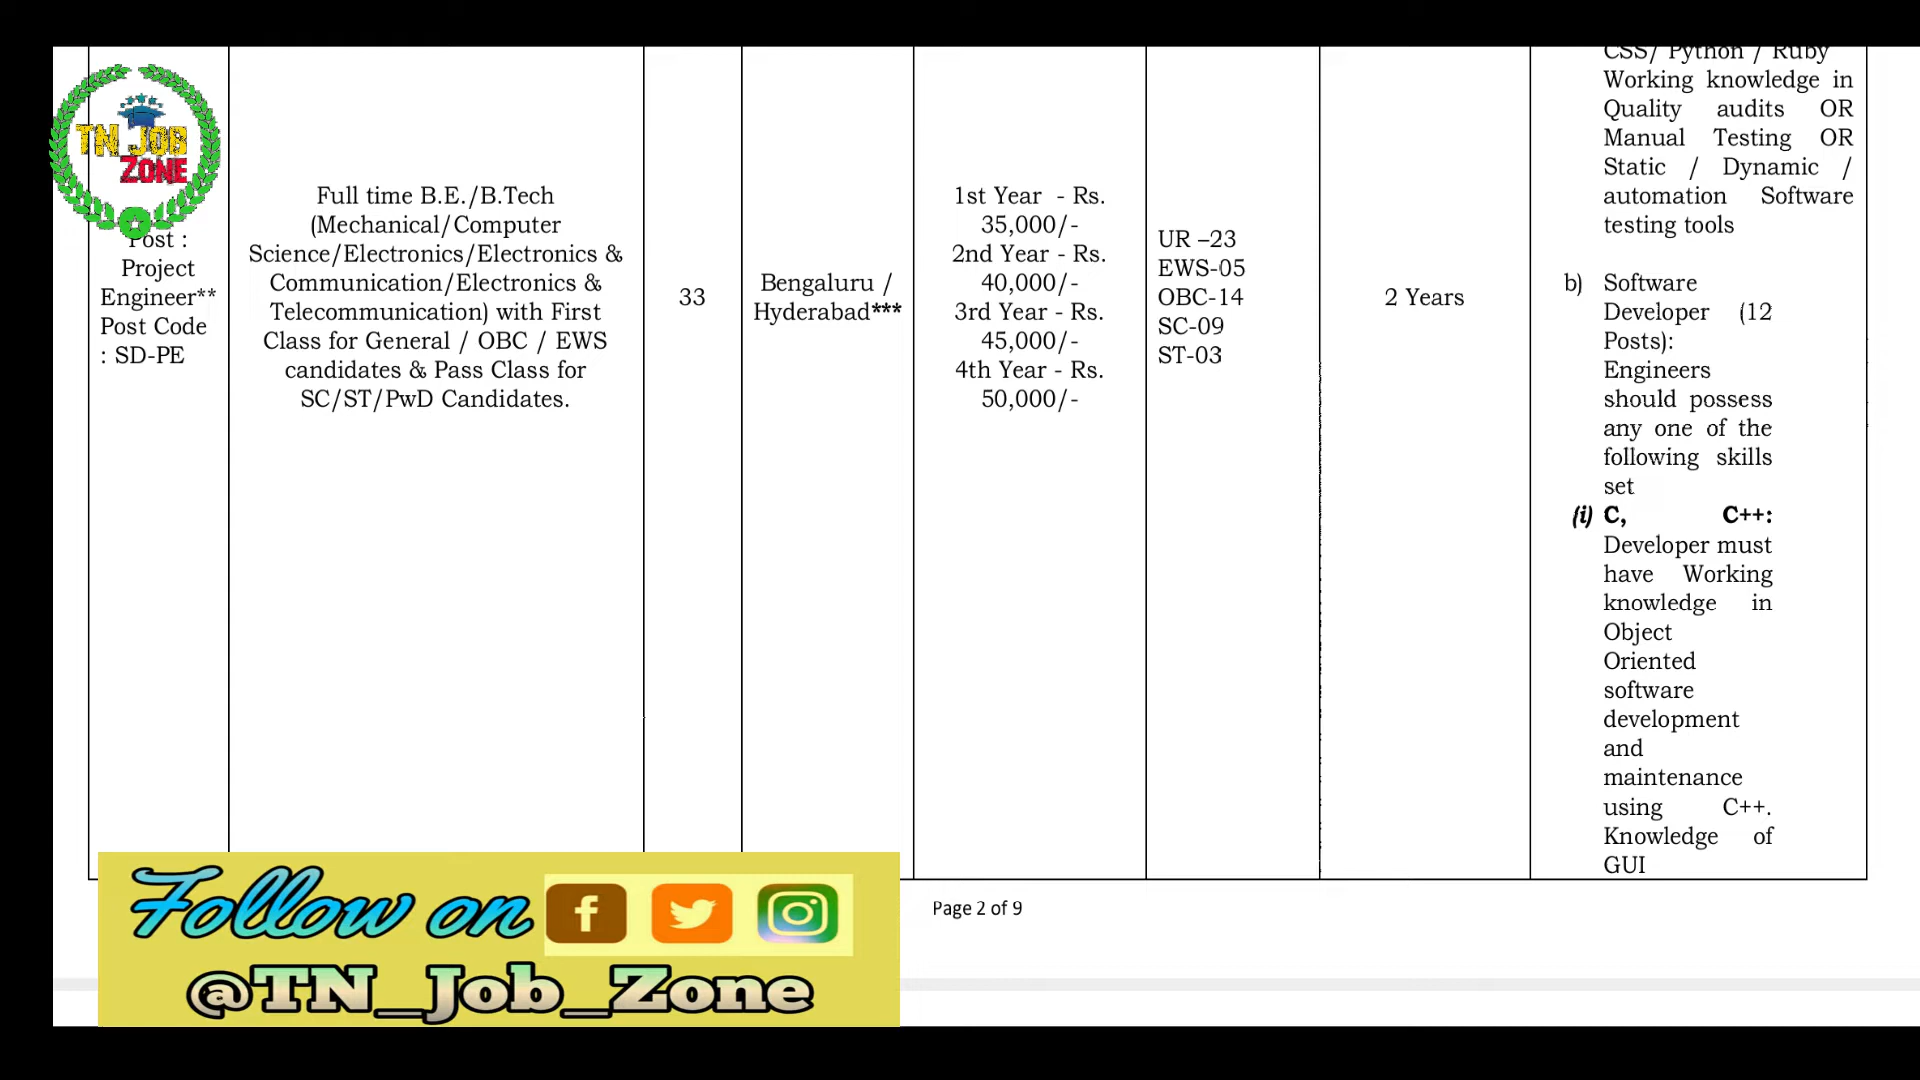 TN JOB
ZONE
Post :
Project
Engineer**
Post Code
: SD-PE
Full time B.E./B.Tech
(Mechanical/Computer
Science/Electronics/Electronics &
Communication/Electronics &
Telecommunication) with First
Class for General / OBC / EWS
candidates & Pass Class for
SC/ST/PwD Candidates.
33
Bengaluru /
Hyderabad***
1st Year - Rs.
35,000/-
2nd Year - Rs.
40,000/-
3rd Year - Rs.
45,000/-
4th Year - Rs.
50,000/-
UR –23
EWS-05
OBC-14
SC-09
ST-03
2 Years
CSS/ Python / Ruby
Working knowledge in
Quality audits OR
Manual Testing OR
Static / Dynamic /
automation Software
testing tools
b) Software
Developer (12
Posts):
Engineers
should possess
any one of the
following skills
set
(i) C, C++:
Developer must
have Working
knowledge in
Object
Oriented
software
development
and
maintenance
using C++.
Knowledge of
GUI
Page 2 of 9
Follow on
@TN_Job_Zone